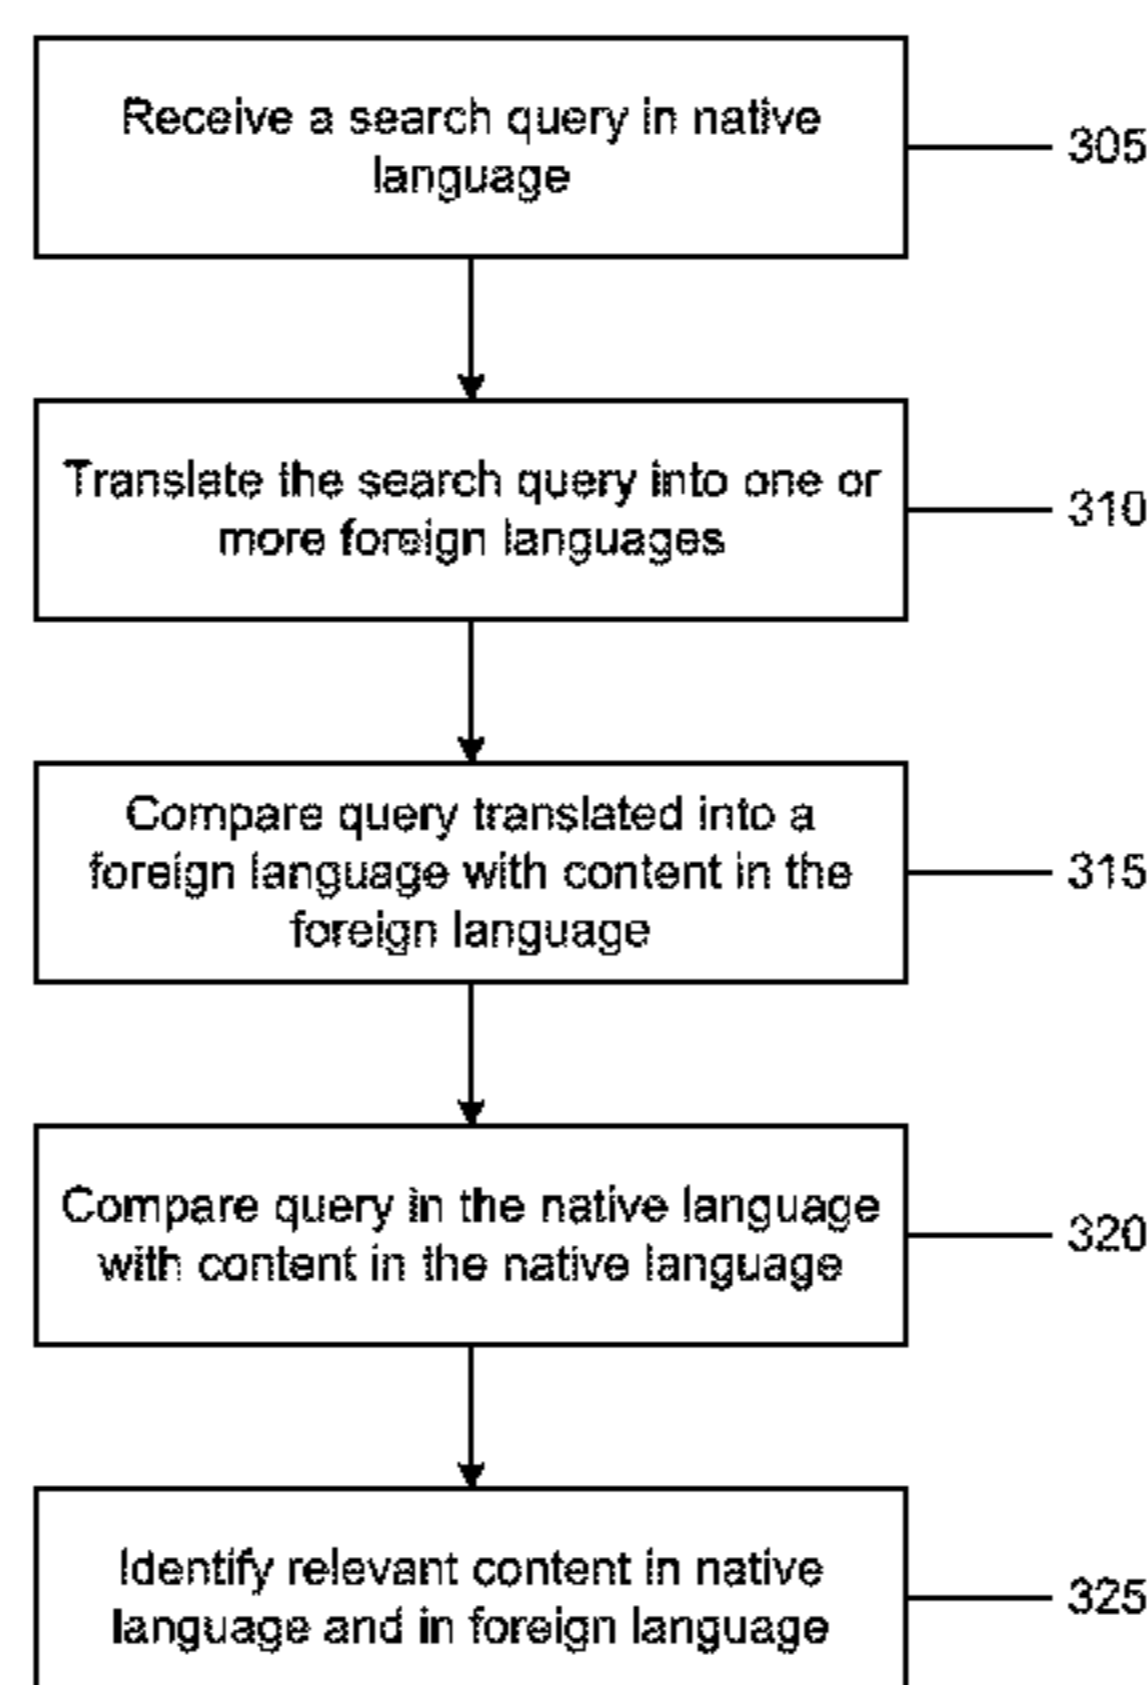 Receive a search query in native
language
305
Translate the search query into one or
more foreign languages
310
Compare query translated into a
foreign language with content in the
foreign language
315
Compare query in the native language
with content in the native language
320
Identify relevant content in native
language and in foreign language
325